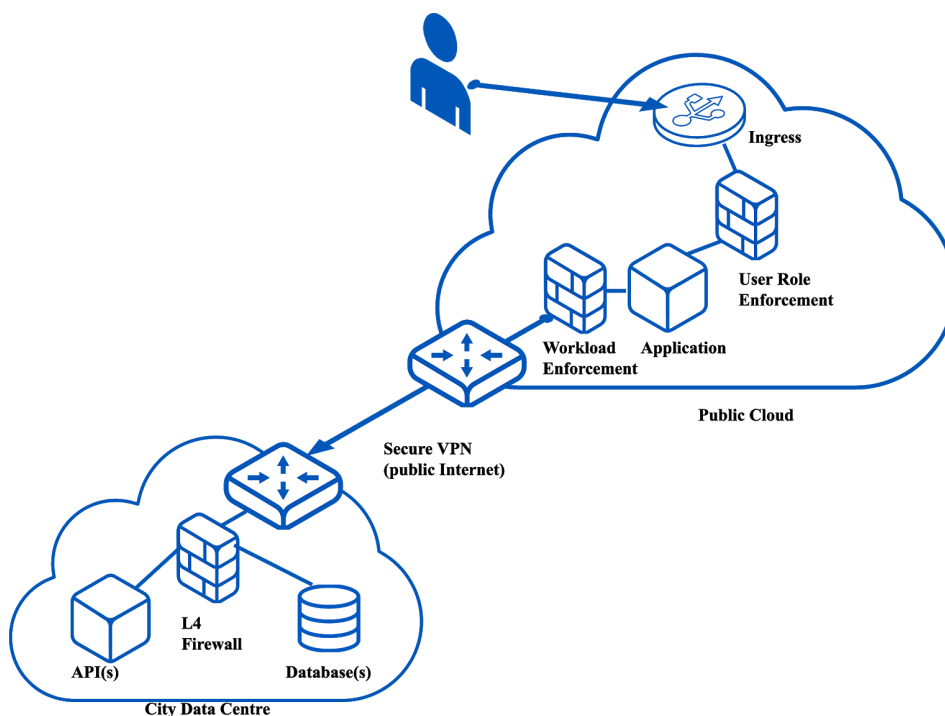 Ingress
User Role
Enforcement
Workload
Enforcement
Application
Public Cloud
Secure VPN
(public Internet)
L4
Firewall
API(s)
Database(s)
City Data Centre